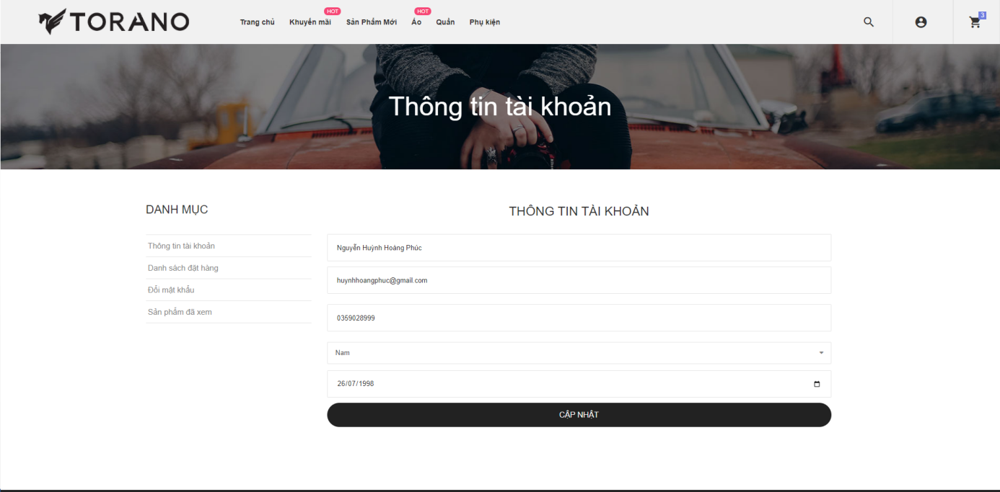 TORANO
Trang chủ Khuyến mãi HOT Sản Phẩm Mới Áo HOT Quần Phụ kiện
3
Thông tin tài khoản
DANH MỤC
Thông tin tài khoản
Danh sách đặt hàng
Đổi mật khẩu
Sản phẩm đã xem
THÔNG TIN TÀI KHOẢN
Nguyễn Huỳnh Hoàng Phúc
huynhhoangphuc@gmail.com
0359028999
Nam
26/07/1998
CẬP NHẬT